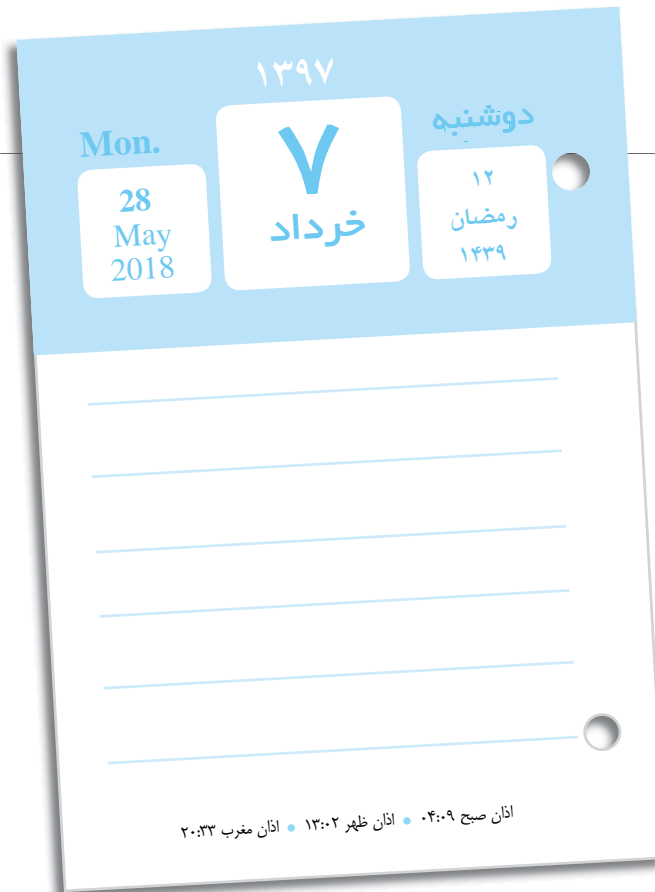 ۱۳۹۷
دوشنبه
۱۲
رمضان
۱۴۳۹
۷
خرداد
Mon.
28
May
2018
اذان صبح ۰۴:۰۹ • اذان ظهر ۱۳:۰۲ • اذان مغرب ۲۰:۳۳